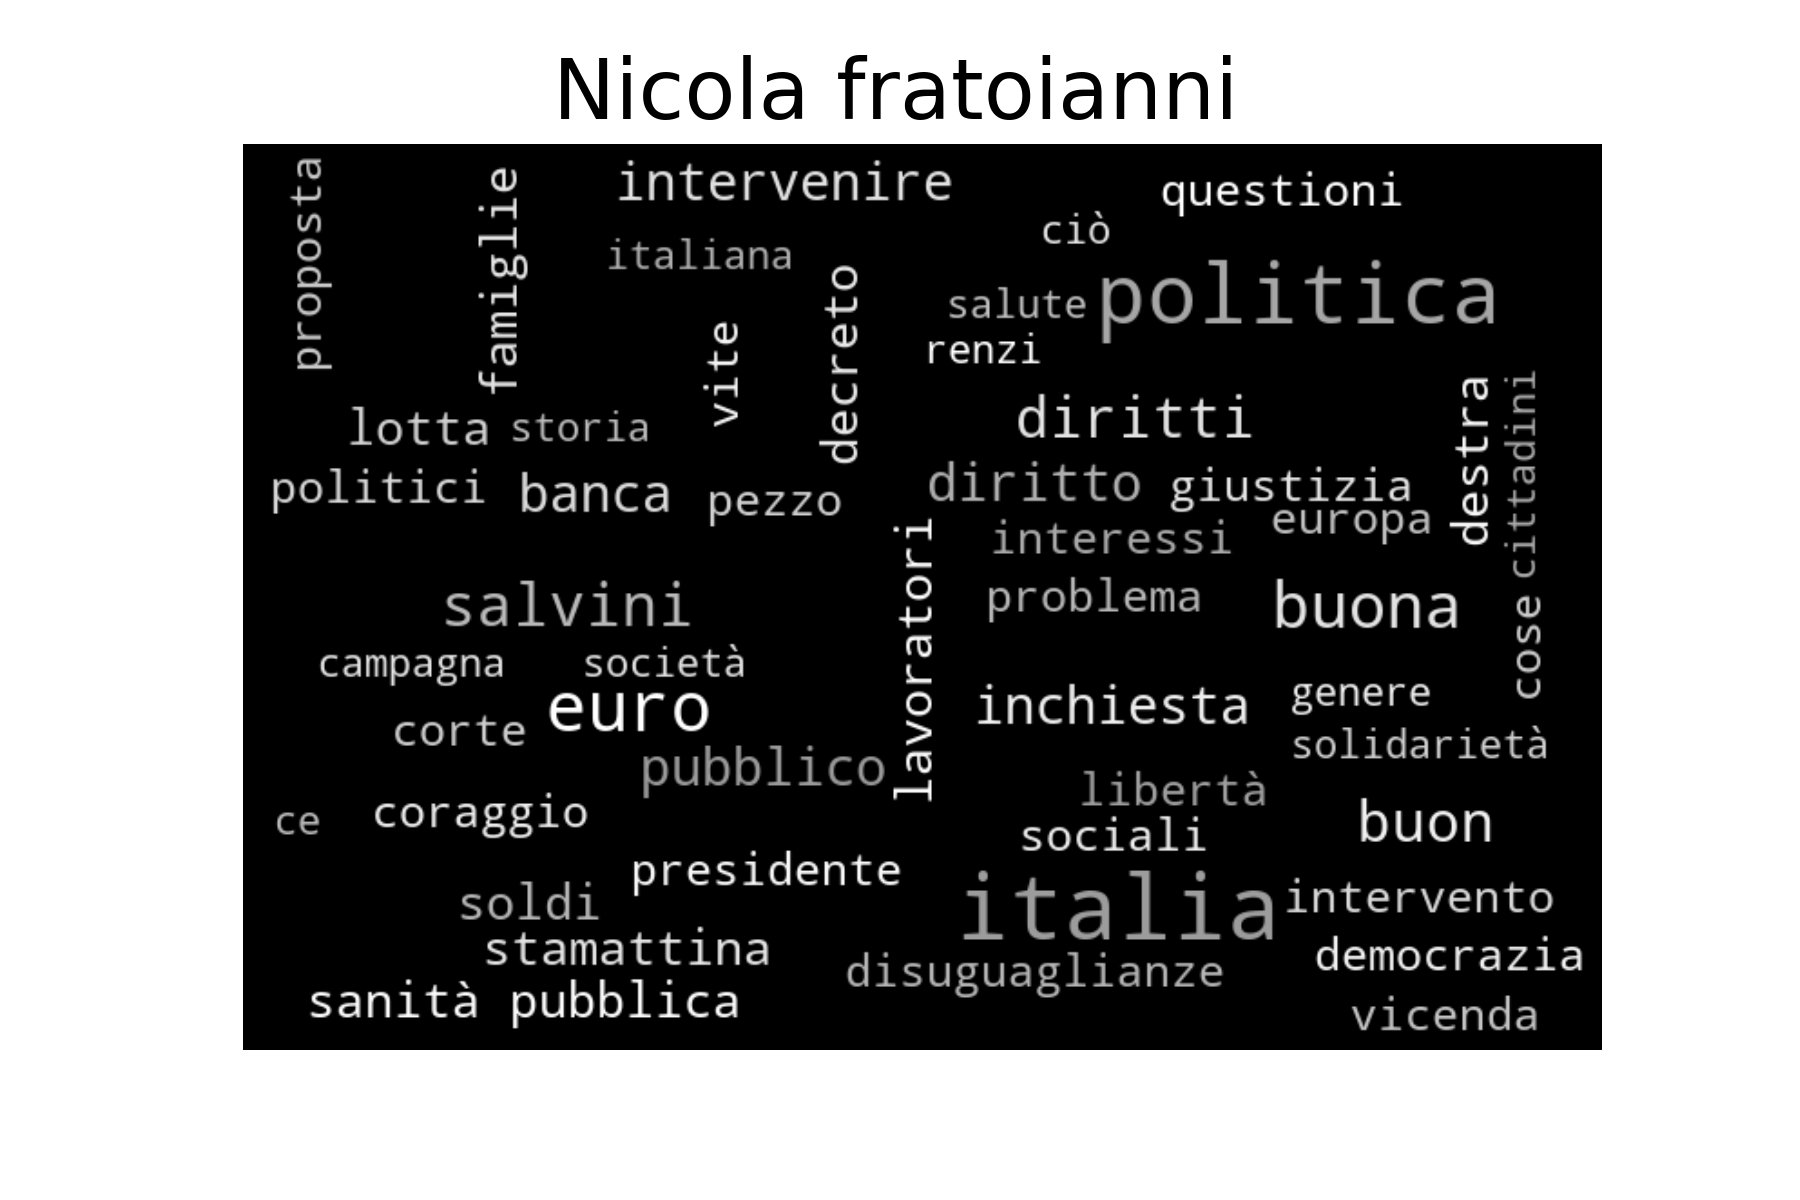 Nicola fratoianni
proposta
famiglie
intervenire
questioni
ciò
italiana
decreto
salute
politica
renzi
vite
diritti
destra
cittadini
lotta
storia
politici
banca
pezzo
diritto
giustizia
europa
interessi
lavoratori
salvini
problema
buona
cose
campagna
società
euro
inchiesta
genere
corte
solidarietà
pubblico
libertà
ce
coraggio
sociali
buon
presidente
soldi
italia
intervento
stamattina
democrazia
disuguaglianze
sanità pubblica
vicenda